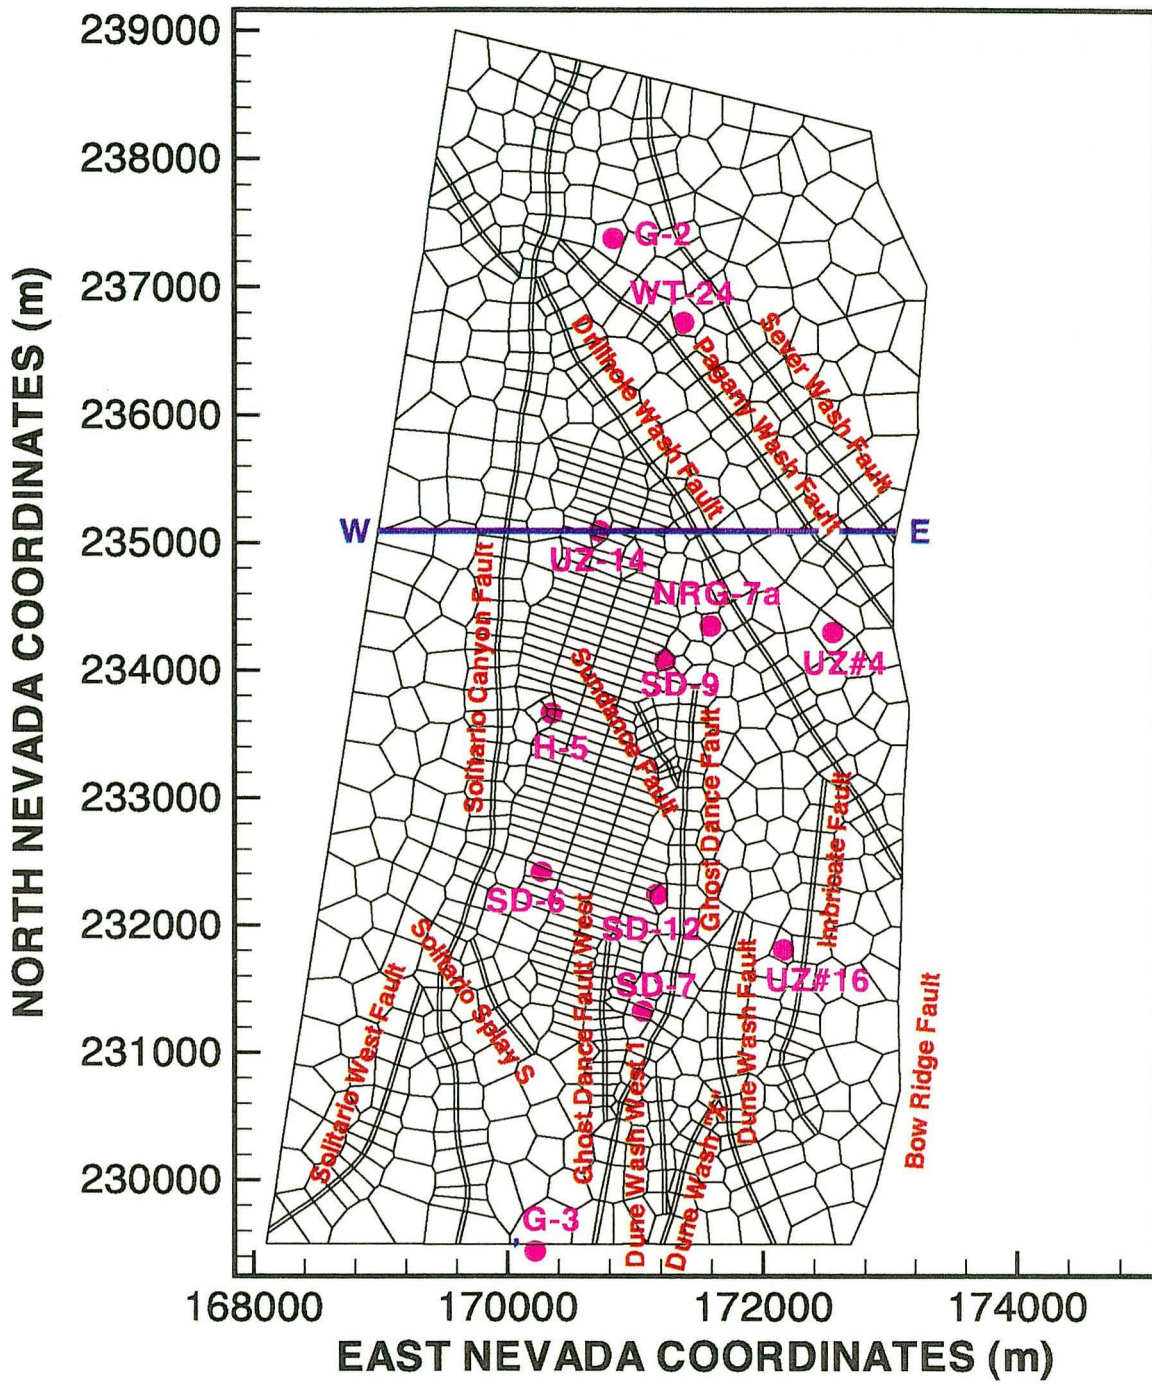 239000
238000
237000
236000
235000
234000
233000
232000
231000
230000
NORTH NEVADA COORDINATES (m)
G-2
WT-24
Sever Wash Fault
Pagany Wash Fault
Drillhole Wash Fault
W
E
UZ-14
NRG-7a
UZ#4
SD-9
Solitario Canyon Fault
Sundance Fault
H-5
Ghost Dance Fault
Imbricate Fault
SD-6
SD-12
UZ#16
SD-7
Solitario Splay S
Solitario West Fault
Ghost Dance Fault West
Dune Wash West 1
Dune Wash "X"
Dune Wash Fault
Bow Ridge Fault
G-3
168000
170000
172000
174000
EAST NEVADA COORDINATES (m)